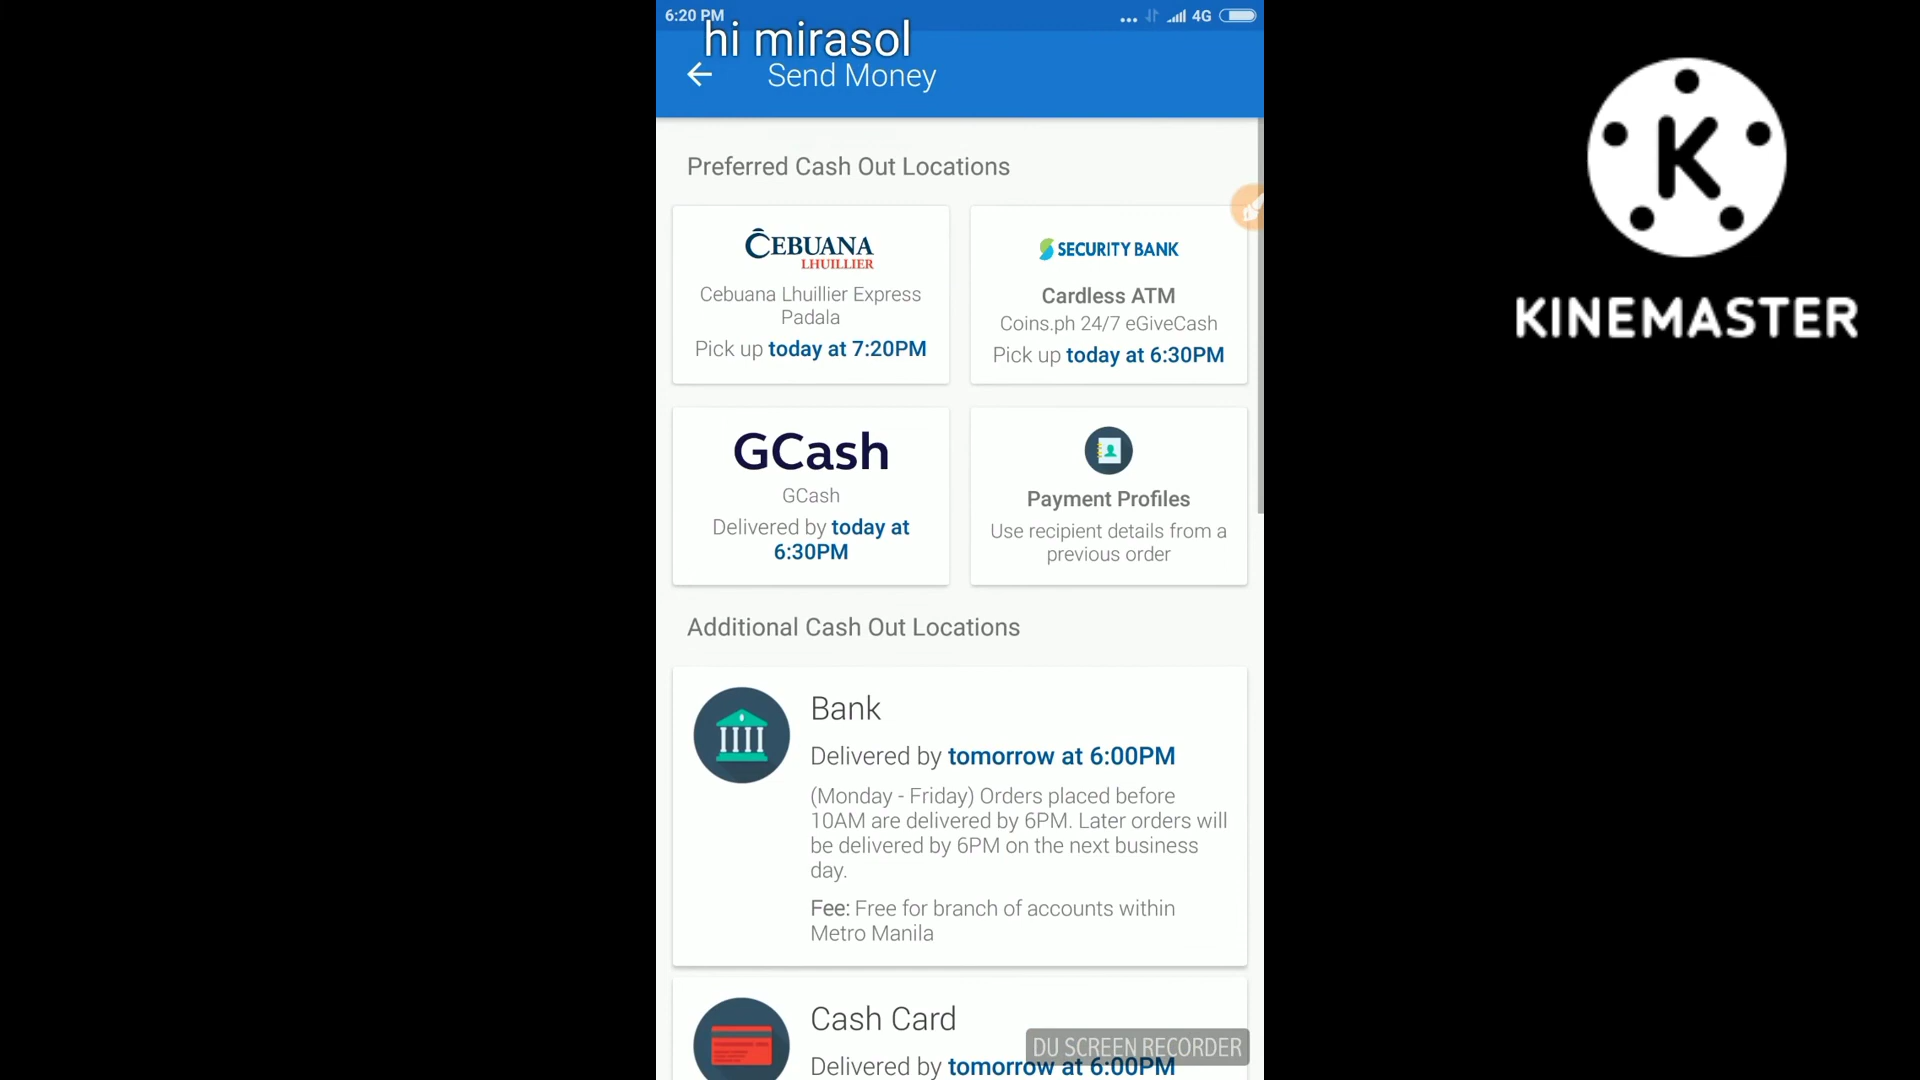 6:20 PM
4G
hi mirasol
Send Money
K
KINEMASTER
Preferred Cash Out Locations
CEBUANA
LHUILLIER
Cebuana Lhuillier Express
Padala
Pick up today at 7:20PM
SECURITY BANK
Cardless ATM
Coins.ph 24/7 eGiveCash
Pick up today at 6:30PM
GCash
GCash
Delivered by today at
6:30PM
Payment Profiles
Use recipient details from a
previous order
Additional Cash Out Locations
Bank
Delivered by tomorrow at 6:00PM
(Monday - Friday) Orders placed before
10AM are delivered by 6PM. Later orders will
be delivered by 6PM on the next business
day.
Fee: Free for branch of accounts within
Metro Manila
Cash Card
DU SCREEN RECORDER
Delivered by tomorrow at 6:00PM